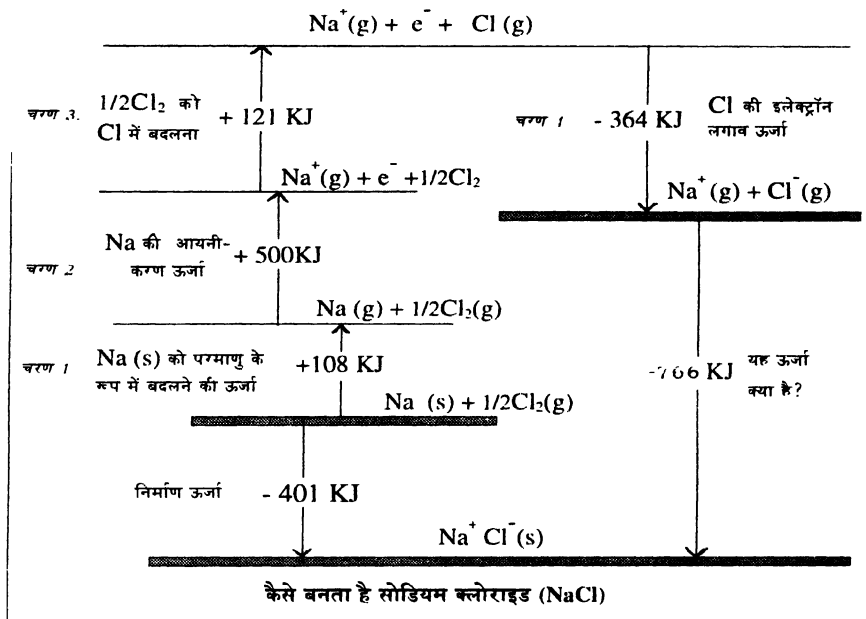 Na⁺(g) + e⁻ + Cl (g)
चरण 3.
1/2Cl₂ को
Cl में बदलना
+ 121 KJ
चरण 1
- 364 KJ
Cl की इलेक्ट्रॉन
लगाव ऊर्जा
Na⁺(g) + e⁻ +1/2Cl₂
Na⁺(g) + Cl⁻(g)
चरण 2
Na की आयनी-
करण ऊर्जा
+ 500KJ
Na (g) + 1/2Cl₂(g)
चरण 1
Na (s) को परमाणु के
रूप में बदलने की ऊर्जा
+108 KJ
-766 KJ
यह ऊर्जा
क्या है?
Na (s) + 1/2Cl₂(g)
निर्माण ऊर्जा
- 401 KJ
Na⁺ Cl⁻(s)
कैसे बनता है सोडियम क्लोराइड (NaCl)